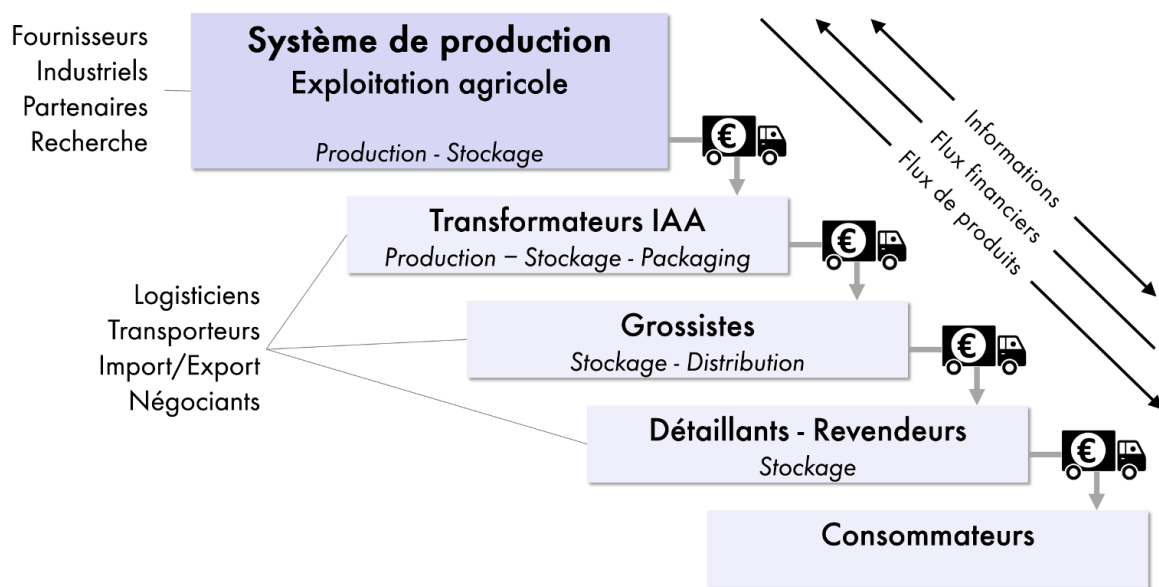 Fournisseurs
Industriels
Partenaires
Recherche
Système de production
Exploitation agricole
Production - Stockage
€
Informations
Flux financiers
Flux de produits
Transformateurs IAA
Production – Stockage - Packaging
€
Logisticiens
Transporteurs
Import/Export
Négociants
Grossistes
Stockage - Distribution
€
Détaillants - Revendeurs
Stockage
€
Consommateurs